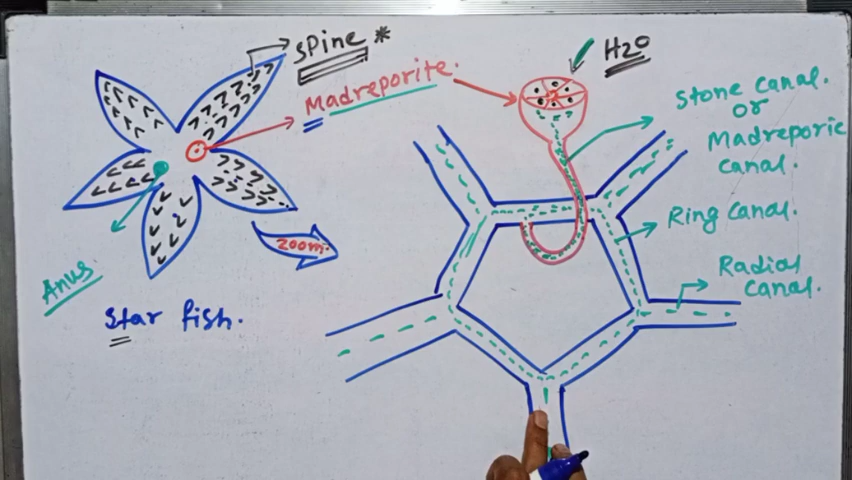 Spine *
Madreporite.
H2O
Stone Canal.
or
Madreporic
Canal.
Ring Canal.
Radial
Canal.
Zoom.
Anus
Star fish.